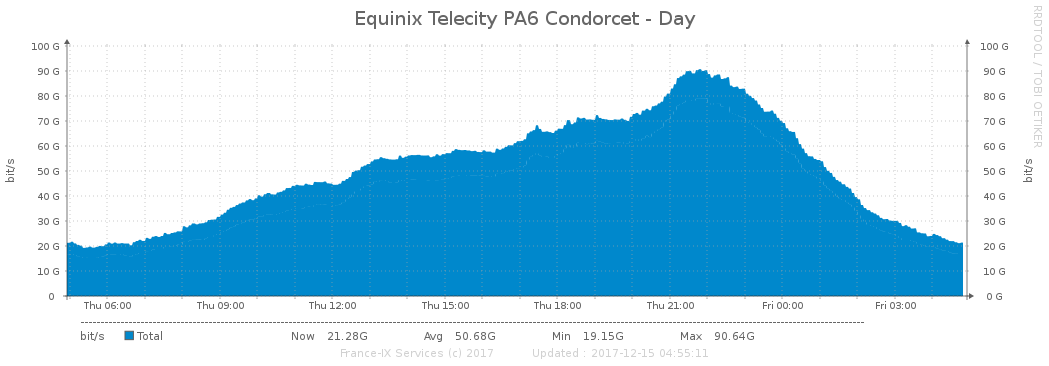 Equinix Telecity PA6 Condorcet - Day
RRDTOOL / TOBI OETIKER
100 G 100 G
90 G 90 G
80 G 80 G
70 G 70 G
60 G 60 G
50 G 50 G
40 G 40 G
30 G 30 G
20 G 20 G
10 G 10 G
0 0 G
bit/s
bit/s
Thu 06:00 Thu 09:00 Thu 12:00 Thu 15:00 Thu 18:00 Thu 21:00 Fri 00:00 Fri 03:00
bit/s Total Now 21.28G Avg 50.68G Min 19.15G Max 90.64G
France-IX Services (c) 2017 Updated : 2017-12-15 04:55:11